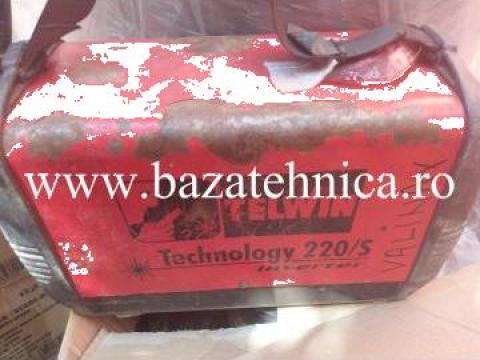 www.bazatehnica.ro
TELWIN
Technology 220/S
inverter